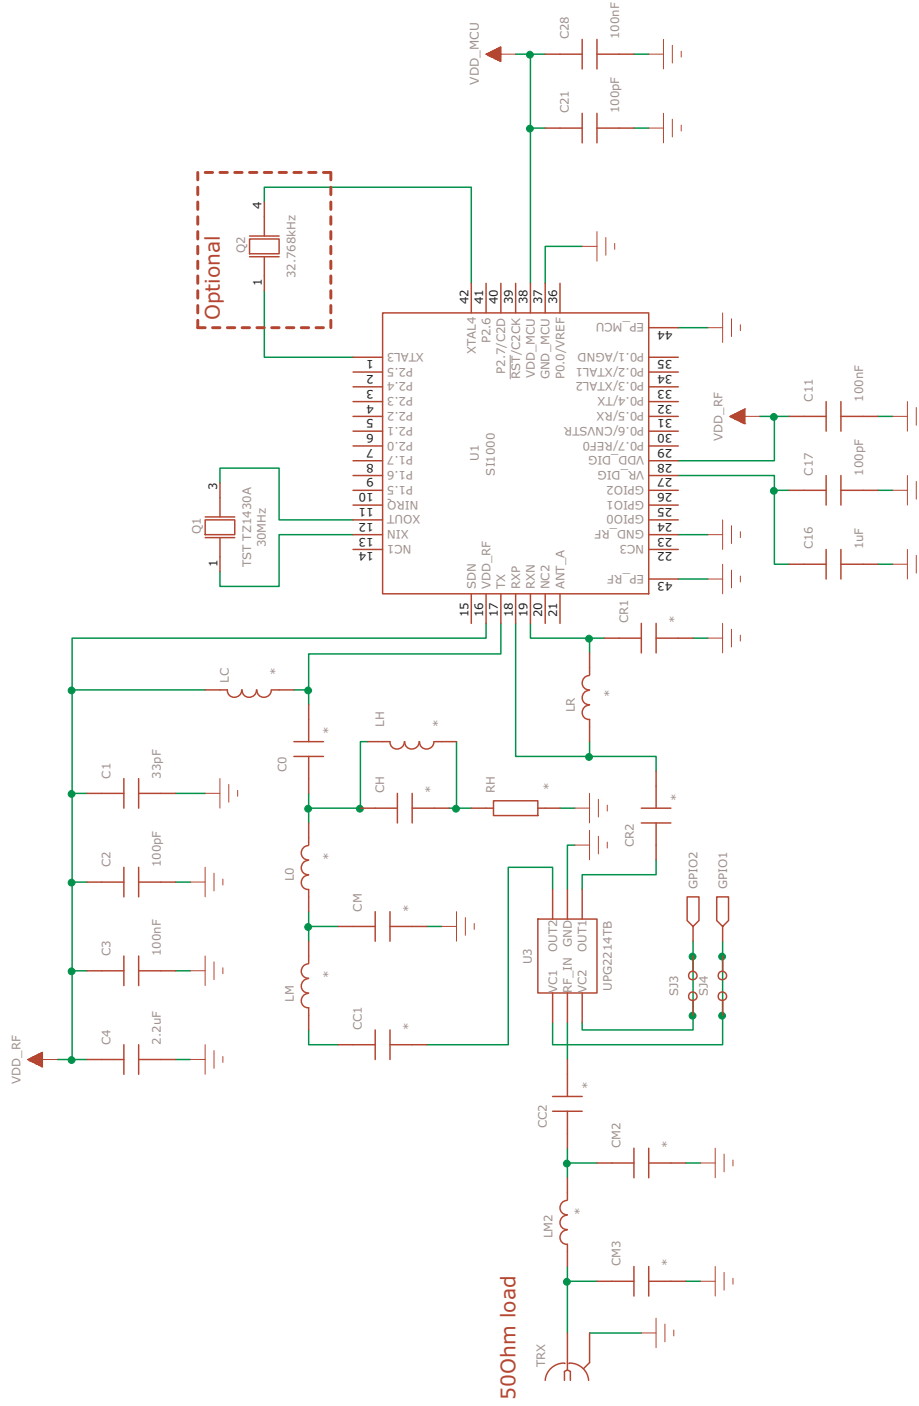 VDD_MCU
C28
100nF
C21
100pF
Optional
Q2
4
1
32.768kHz
Q1
3
1
TST TZ1430A
30MHz
U1
SI1000
42
41
40
39
38
37
36
XTAL4
P2.6
P2.7/C2D
RST/C2CK
VDD_MCU
GND_MCU
P0.0/VREF
XTAL3
1
P2.5
2
P2.4
3
P2.3
4
P2.2
5
P2.1
6
P2.0
7
P1.7
8
P1.6
9
P1.5
10
NIRQ
11
XOUT
12
XIN
13
NC1
14
EP_MCU
44
P0.1/AGND
35
P0.2/XTAL1
34
P0.3/XTAL2
33
P0.4/TX
32
P0.5/RX
31
P0.6/CNVSTR
30
P0.7/REF0
29
VDD_DIG
28
VR_DIG
27
GPIO2
26
GPIO1
25
GPIO0
24
GND_RF
23
NC3
22
EP_RF
43
SDN
VDD_RF
TX
RXP
RXN
NC2
ANT_A
15
16
17
18
19
20
21
VDD_RF
C11
100nF
C17
100pF
C16
1uF
CR1
*
LR
*
CR2
*
LC
*
C0
*
LH
*
CH
*
RH
*
L0
*
CM
*
LM
*
CC1
*
C1
33pF
C2
100pF
C3
100nF
C4
2.2uF
VDD_RF
U3
UPG2214TB
OUT2
GND
OUT1
VC1
RF_IN
VC2
GPIO2
GPIO1
SJ3
SJ4
CC2
*
CM2
*
LM2
*
CM3
*
50Ohm load
TRX